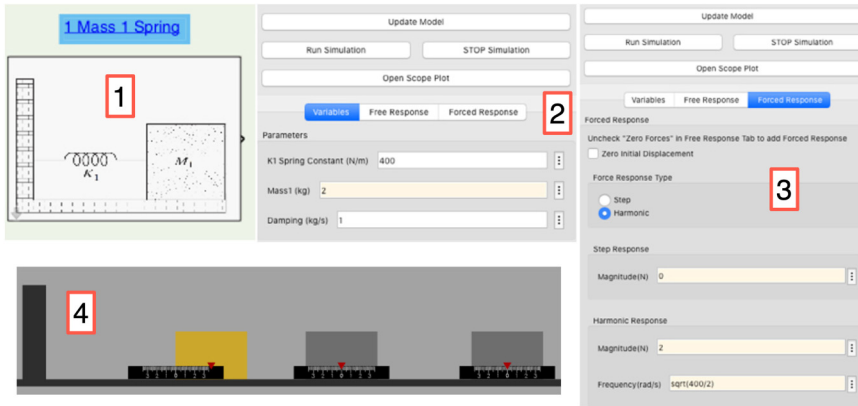 1 Mass 1 Spring
1
K1
M1
Update Model
Run Simulation
STOP Simulation
Open Scope Plot
2
Variables
Free Response
Forced Response
Parameters
K1 Spring Constant (N/m)
400
Mass1 (kg)
2
Damping (kg/s)
1
Update Model
Run Simulation
STOP Simulation
Open Scope Plot
Variables
Free Response
Forced Response
Forced Response
Uncheck "Zero Forces" in Free Response Tab to add Forced Response
Zero Initial Displacement
Force Response Type
3
Step
Harmonic
Step Response
Magnitude(N)
0
Harmonic Response
Magnitude(N)
2
Frequency(rad/s)
sqrt(400/2)
4